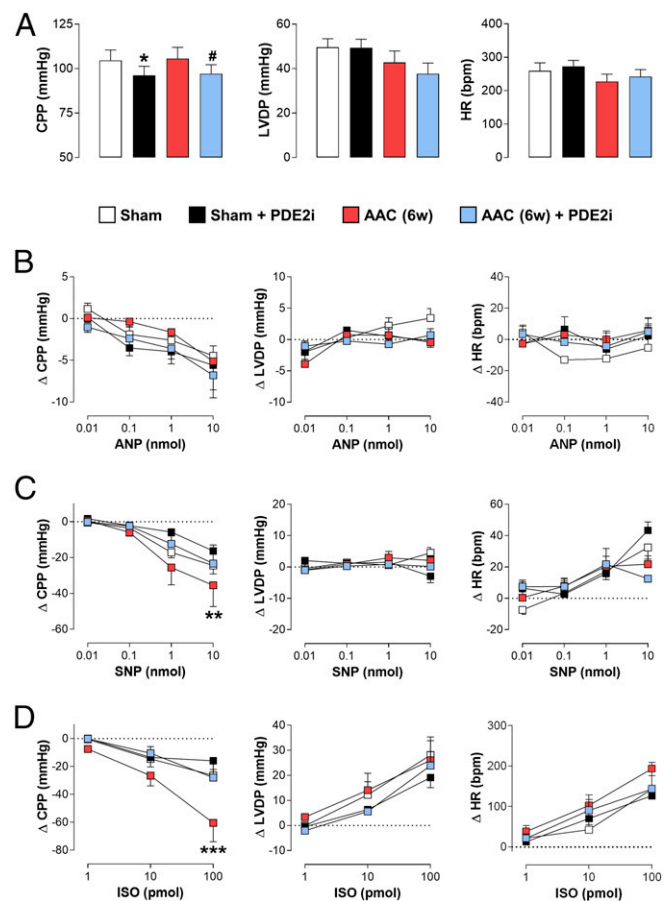 A
CPP (mmHg)
125
100
75
50
*
#
LVDP (mmHg)
60
40
20
0
HR (bpm)
400
300
200
100
0
Sham
Sham + PDE2i
AAC (6w)
AAC (6w) + PDE2i
B
Δ CPP (mmHg)
5
0
-5
-10
0.01 0.1 1 10
ANP (nmol)
Δ LVDP (mmHg)
10
5
0
-5
-10
0.01 0.1 1 10
ANP (nmol)
Δ HR (bpm)
40
20
0
-20
-40
0.01 0.1 1 10
ANP (nmol)
C
Δ CPP (mmHg)
20
0
-20
-40
-60
**
0.01 0.1 1 10
SNP (nmol)
Δ LVDP (mmHg)
20
10
0
-10
-20
0.01 0.1 1 10
SNP (nmol)
Δ HR (bpm)
60
40
20
0
-20
0.01 0.1 1 10
SNP (nmol)
D
Δ CPP (mmHg)
0
-20
-40
-60
-80
***
1 10 100
ISO (pmol)
Δ LVDP (mmHg)
40
30
20
10
0
-10
1 10 100
ISO (pmol)
Δ HR (bpm)
300
200
100
0
1 10 100
ISO (pmol)